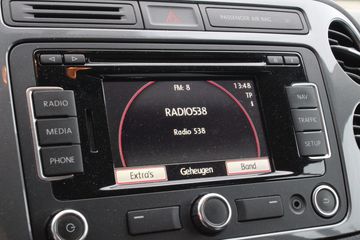 PASSENGER AIR BAG
FM: 8
13:48
TP
RADIO538
Radio 538
Extra's
Geheugen
Band
RADIO
MEDIA
PHONE
NAV
TRAFFIC
SETUP